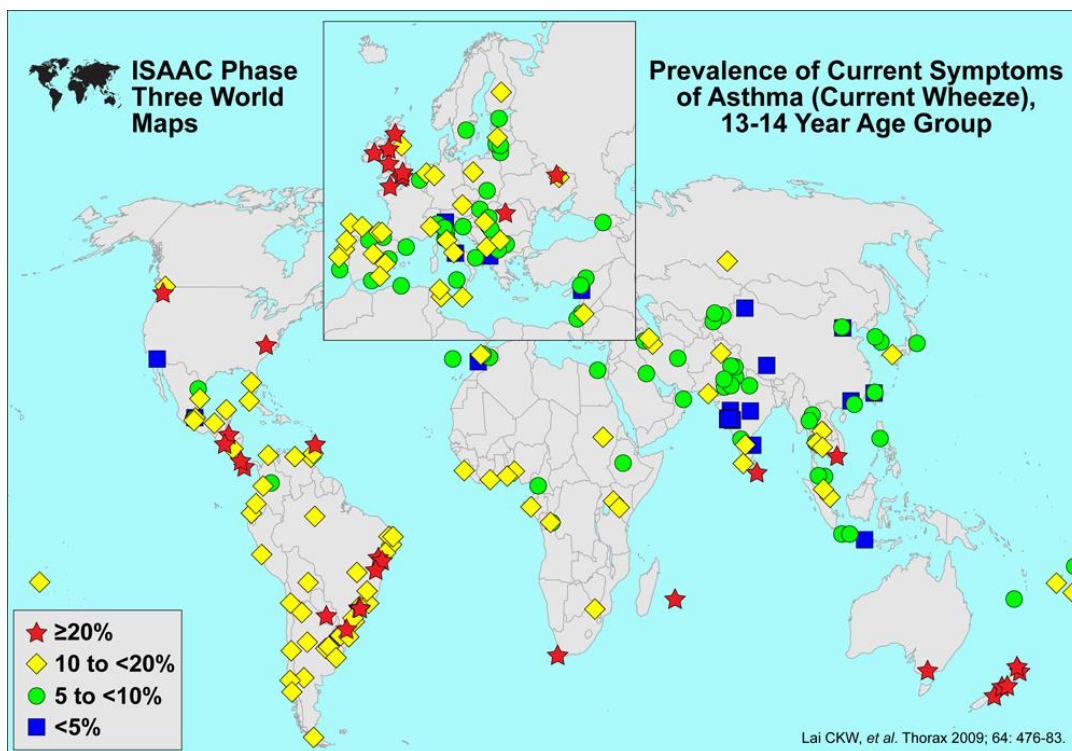 ISAAC Phase
Three World
Maps
Prevalence of Current Symptoms
of Asthma (Current Wheeze),
13-14 Year Age Group
≥20%
10 to <20%
5 to <10%
<5%
Lai CKW, et al. Thorax 2009; 64: 476-83.